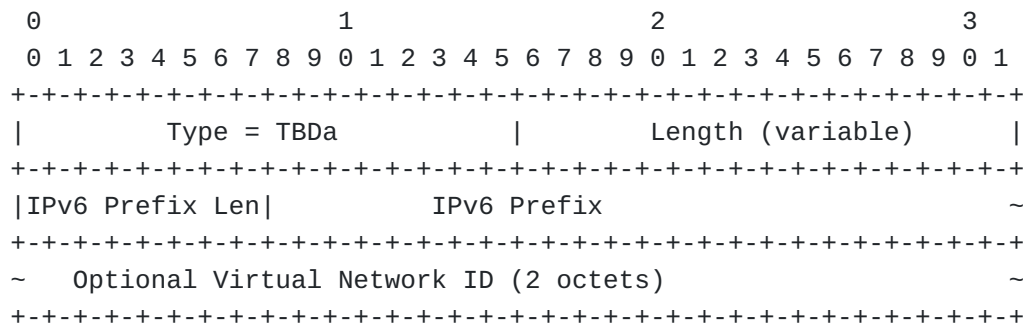 0                   1                   2                   3
 0 1 2 3 4 5 6 7 8 9 0 1 2 3 4 5 6 7 8 9 0 1 2 3 4 5 6 7 8 9 0 1
+-+-+-+-+-+-+-+-+-+-+-+-+-+-+-+-+-+-+-+-+-+-+-+-+-+-+-+-+-+-+-+-+
|         Type = TBDa           |        Length (variable)      |
+-+-+-+-+-+-+-+-+-+-+-+-+-+-+-+-+-+-+-+-+-+-+-+-+-+-+-+-+-+-+-+-+
|IPv6 Prefix Len|          IPv6 Prefix                          ~
+-+-+-+-+-+-+-+-+-+-+-+-+-+-+-+-+-+-+-+-+-+-+-+-+-+-+-+-+-+-+-+-+
~   Optional Virtual Network ID (2 octets)                      ~
+-+-+-+-+-+-+-+-+-+-+-+-+-+-+-+-+-+-+-+-+-+-+-+-+-+-+-+-+-+-+-+-+